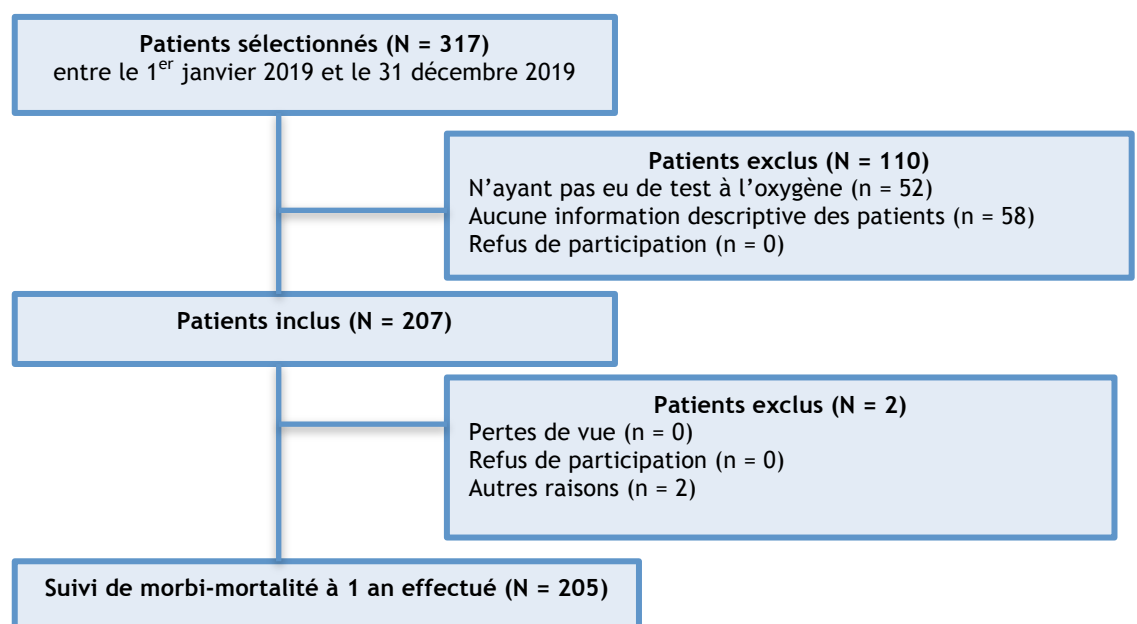 Patients sélectionnés (N = 317)
entre le 1er janvier 2019 et le 31 décembre 2019
Patients exclus (N = 110)
N’ayant pas eu de test à l’oxygène (n = 52)
Aucune information descriptive des patients (n = 58)
Refus de participation (n = 0)
Patients inclus (N = 207)
Patients exclus (N = 2)
Pertes de vue (n = 0)
Refus de participation (n = 0)
Autres raisons (n = 2)
Suivi de morbi-mortalité à 1 an effectué (N = 205)